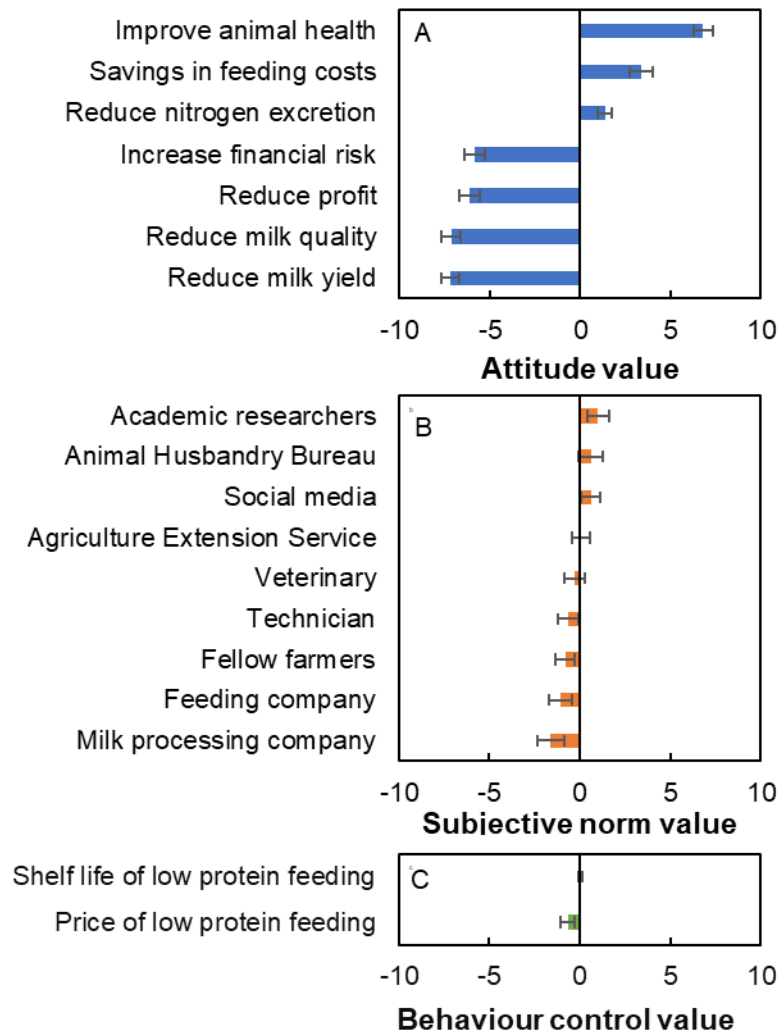 A
Improve animal health
Savings in feeding costs
Reduce nitrogen excretion
Increase financial risk
Reduce profit
Reduce milk quality
Reduce milk yield
-10 -5 0 5 10
Attitude value
B
Academic researchers
Animal Husbandry Bureau
Social media
Agriculture Extension Service
Veterinary
Technician
Fellow farmers
Feeding company
Milk processing company
-10 -5 0 5 10
Subjective norm value
C
Shelf life of low protein feeding
Price of low protein feeding
-10 -5 0 5 10
Behaviour control value